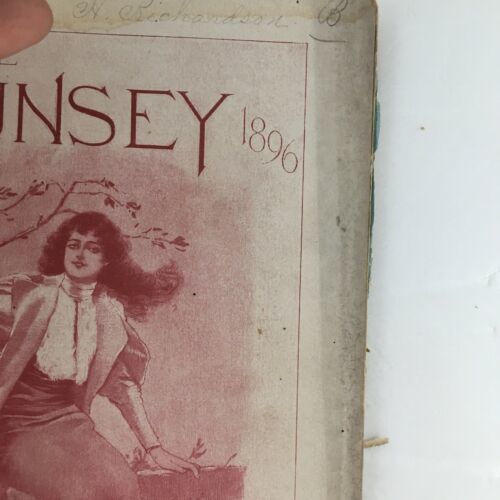 H. Richardson B
UNSEY 1896